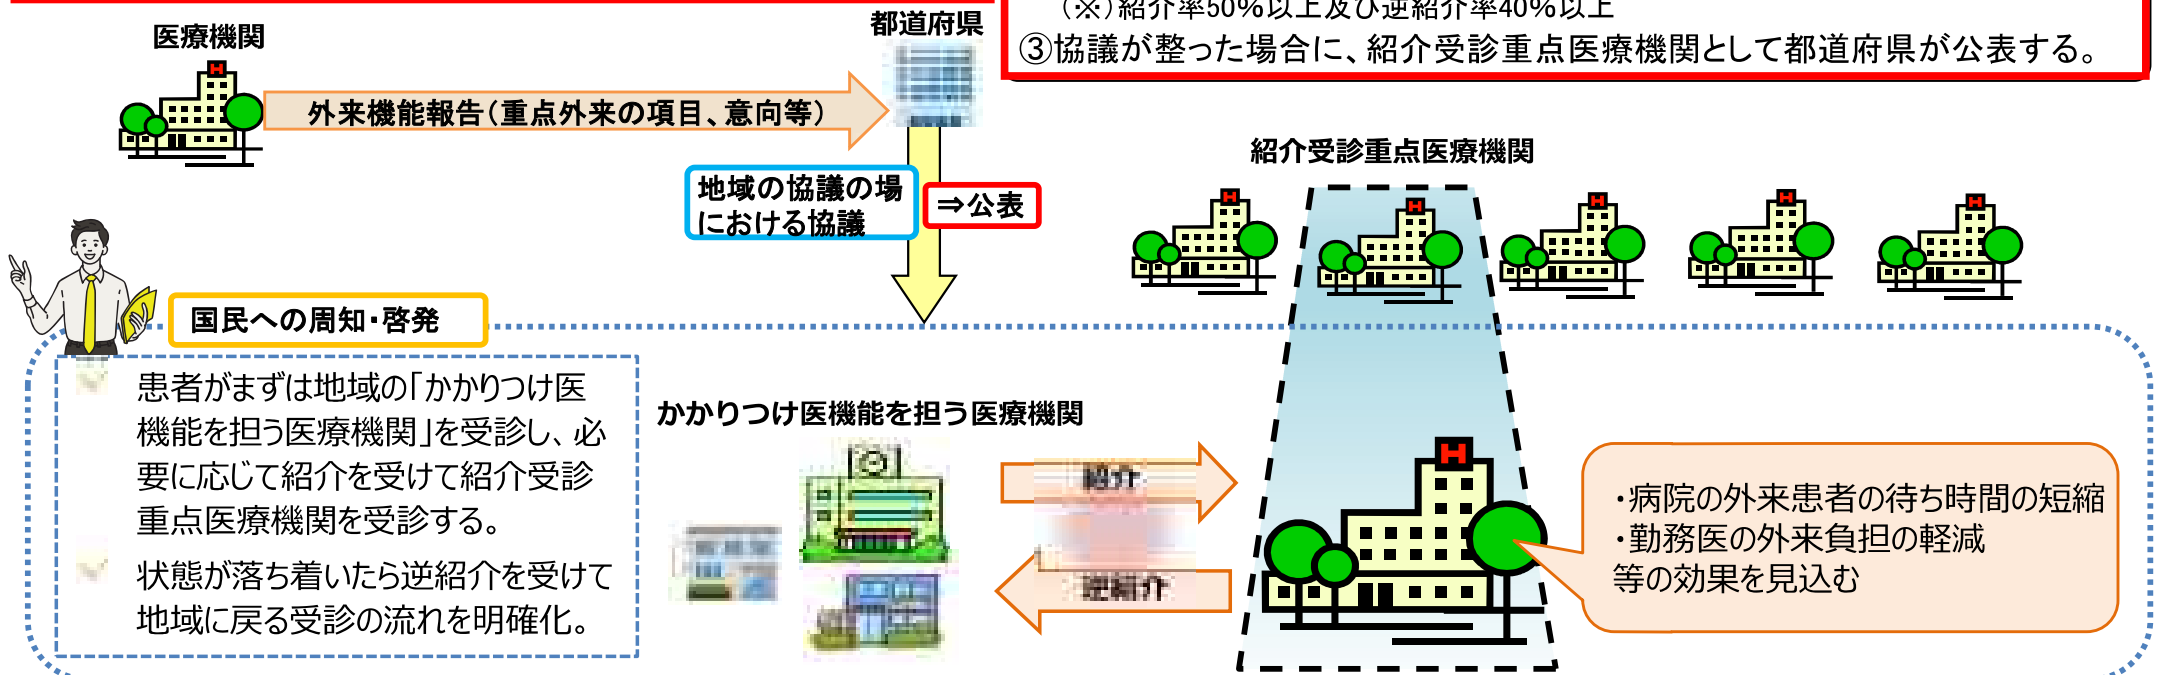 (※)紹介率50%以上及び逆紹介率40%以上
③協議が整った場合に、紹介受診重点医療機関として都道府県が公表する。
医療機関
都道府県
外来機能報告(重点外来の項目、意向等)
地域の協議の場
における協議
⇒公表
紹介受診重点医療機関
国民への周知・啓発
患者がまずは地域の「かかりつけ医
機能を担う医療機関」を受診し、必
要に応じて紹介を受けて紹介受診
重点医療機関を受診する。
状態が落ち着いたら逆紹介を受けて
地域に戻る受診の流れを明確化。
かかりつけ医機能を担う医療機関
紹介
逆紹介
・病院の外来患者の待ち時間の短縮
・勤務医の外来負担の軽減
等の効果を見込む